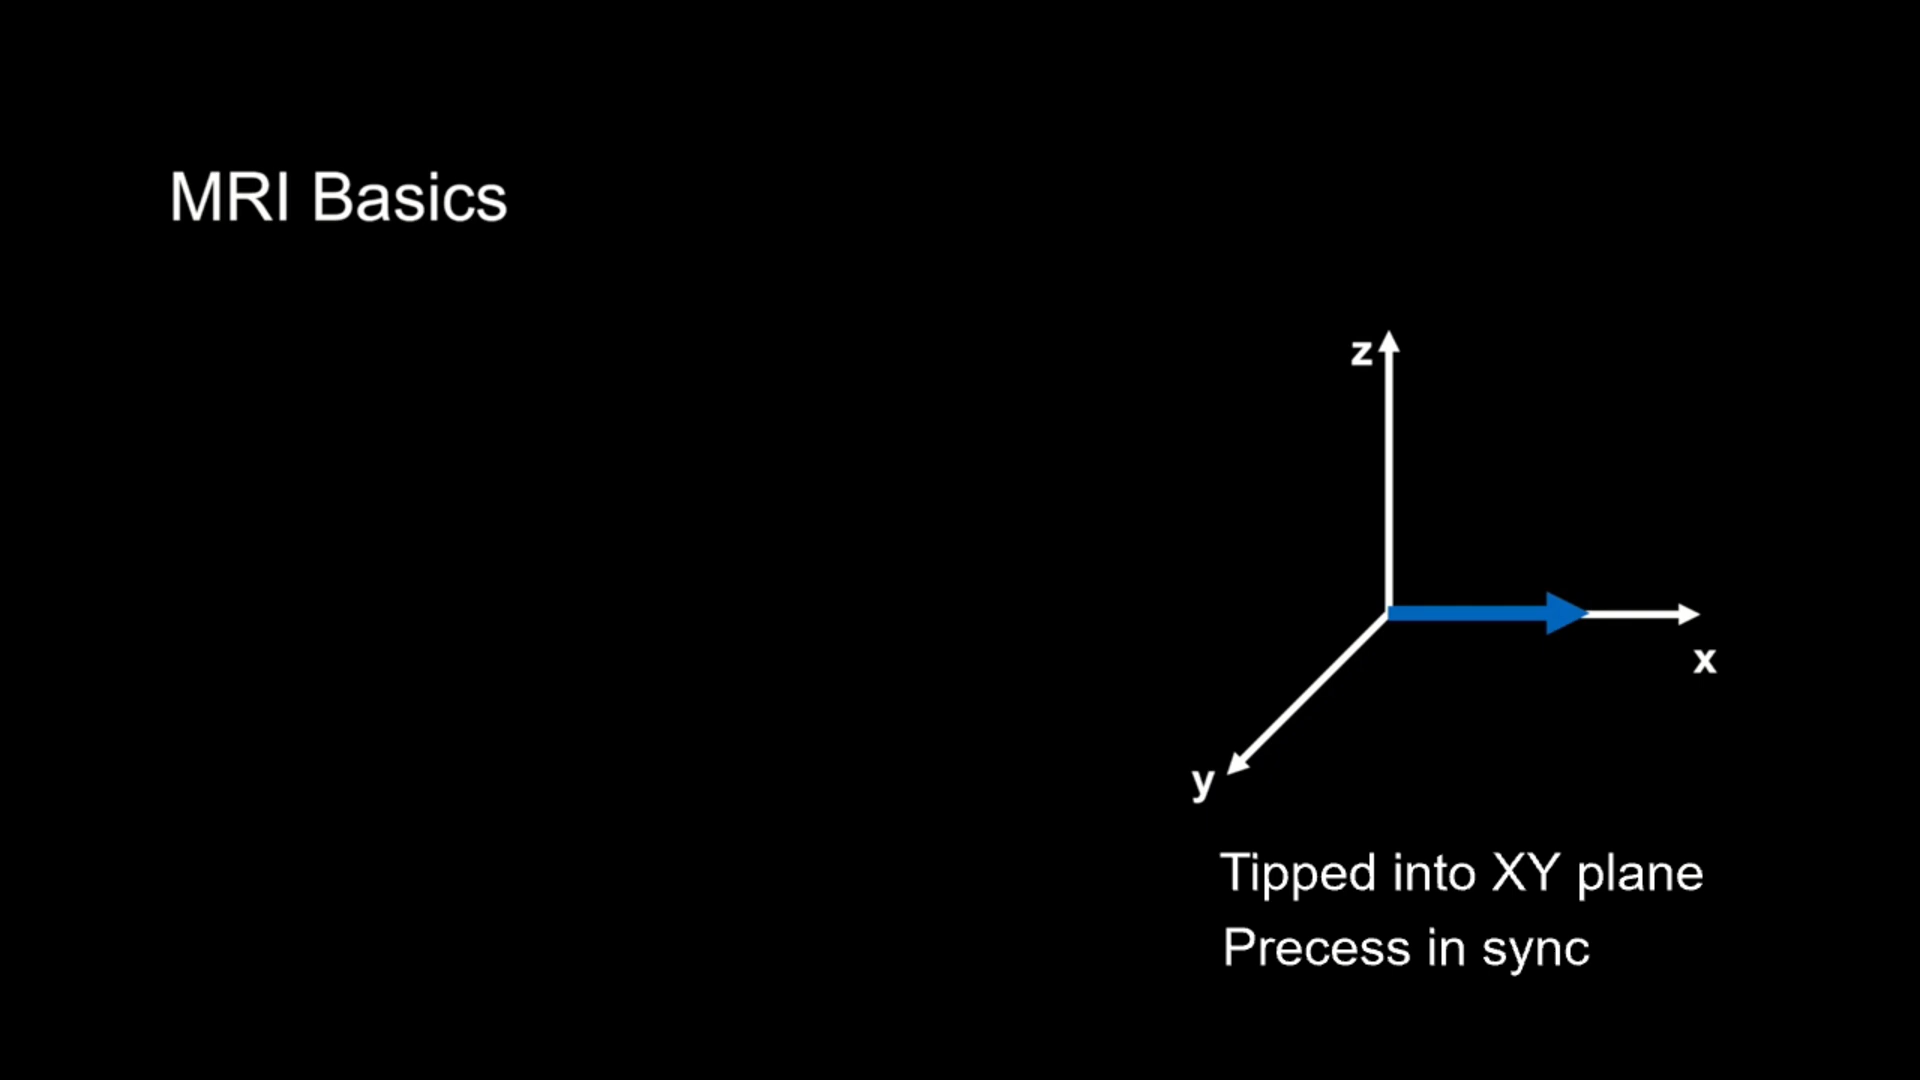 MRI Basics
z
x
y
Tipped into XY plane
Precess in sync